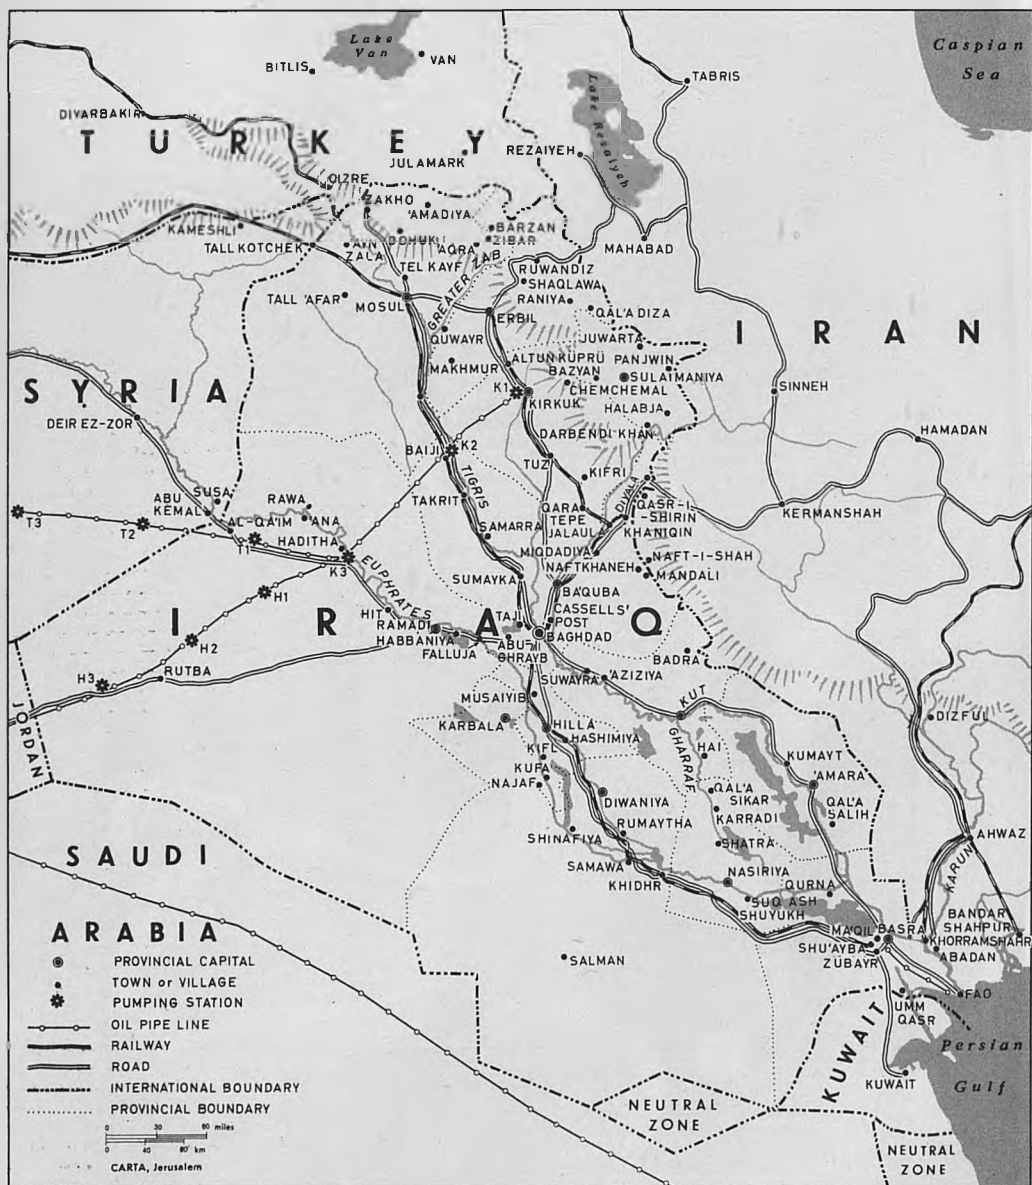 Caspian
Sea
Lake
Van
VAN
BITLIS
TABRIS
DIVARBAKIR
TURKEY
Lake Resaiyeh
JULAMARK
REZAIYEH
CIZRE
ZAKHO
'AMADIYA
KAMESHLI
DOHUK
BARZAN
ZIBAR
'AQRA
MAHABAD
TALL KOTCHEK
'AIN
ZALA
TEL KAYF
GREATER ZAB
RUWANDIZ
SHAQLAWA
TALL 'AFAR
MOSUL
RANIYA
QAL'A DIZA
ERBIL
IRAN
QUWAYR
JUWARTA
MAKHMUR
ALTUN KÜPRÜ
PANJWIN
BAZYAN
SULAIMANIYA
SYRIA
K1
CHEMCHEMAL
SINNEH
KIRKUK
HALABJA
DEIR EZ-ZOR
DARBENDI KHAN
HAMADAN
BAIJI
K2
TUZ
KIFRI
TIGRIS
DIYALA
ABU
KEMAL
SUSA
RAWA
'ANA
TAKRIT
QARA
TEPE
QASR-I
-SHIRIN
KERMANSHAH
T3
T2
AL-QA'IM
T1
HADITHA
SAMARRA
JALAULA
KHANIQIN
K3
MIQDADIYA
NAFT-I-SHAH
EUPHRATES
SUMAYKA
NAFTKHANEH
MANDALI
H1
HIT
BA'QUBA
IRAQ
RAMADI
TAJI
CASSELLS'
POST
HABBANIYA
BAGHDAD
H2
FALLUJA
ABU
GHRAYB
BADRA
H3
RUTBA
SUWAYRA
'AZIZIYA
JORDAN
MUSAIYIB
KUT
KARBALA
HILLA
DIZFUL
HASHIMIYA
GHARRAF
HAI
KIFL
KUMAYT
KUFA
'AMARA
NAJAF
DIWANIYA
QAL'A
SIKAR
QAL'A
SALIH
KARRADI
RUMAYTHA
SHINAFIYA
SHATRA
AHWAZ
SAUDI
SAMAWA
KARUN
KHIDHR
NASIRIYA
QURNA
SUQ ASH
SHUYUKH
BANDAR
SHAHPUR
ARABIA
MA'QIL
BASRA
KHORRAMSHAHR
SHU'AYBA
ABADAN
SALMAN
ZUBAYR
FAO
UMM
QASR
KUWAIT
Persian
Gulf
KUWAIT
NEUTRAL
ZONE
NEUTRAL
ZONE
PROVINCIAL CAPITAL
TOWN or VILLAGE
PUMPING STATION
OIL PIPE LINE
RAILWAY
ROAD
INTERNATIONAL BOUNDARY
PROVINCIAL BOUNDARY
0 30 60 miles
0 40 80 km
CARTA, Jerusalem